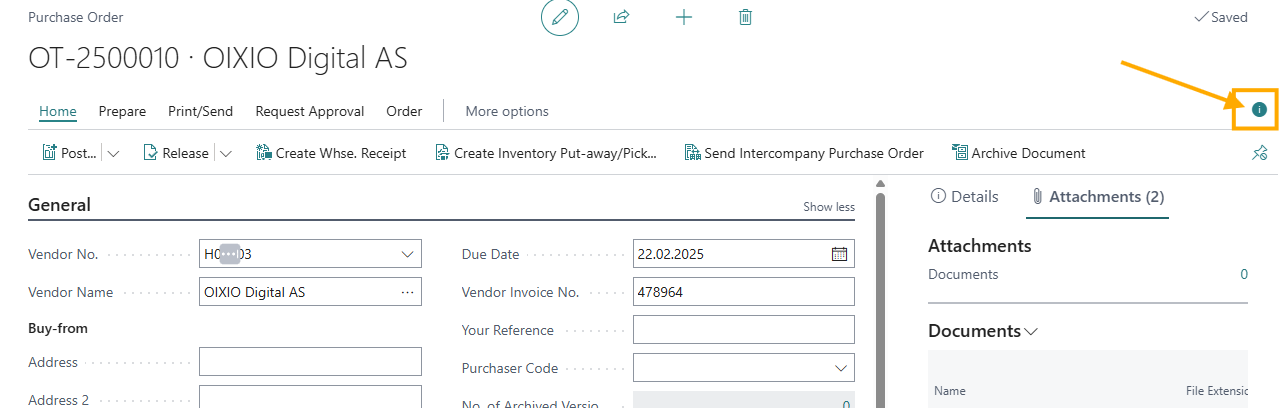 Purchase Order
Saved
OT-2500010 · OIXIO Digital AS
Home Prepare Print/Send Request Approval Order More options
Post... Release Create Whse. Receipt Create Inventory Put-away/Pick... Send Intercompany Purchase Order Archive Document
General
Show less
Vendor No. H0 03
Vendor Name OIXIO Digital AS
Buy-from
Address
Address 2
Due Date 22.02.2025
Vendor Invoice No. 478964
Your Reference
Purchaser Code
No. of Archived Versio 0
Details Attachments (2)
Attachments
Documents 0
Documents
Name File Extensic